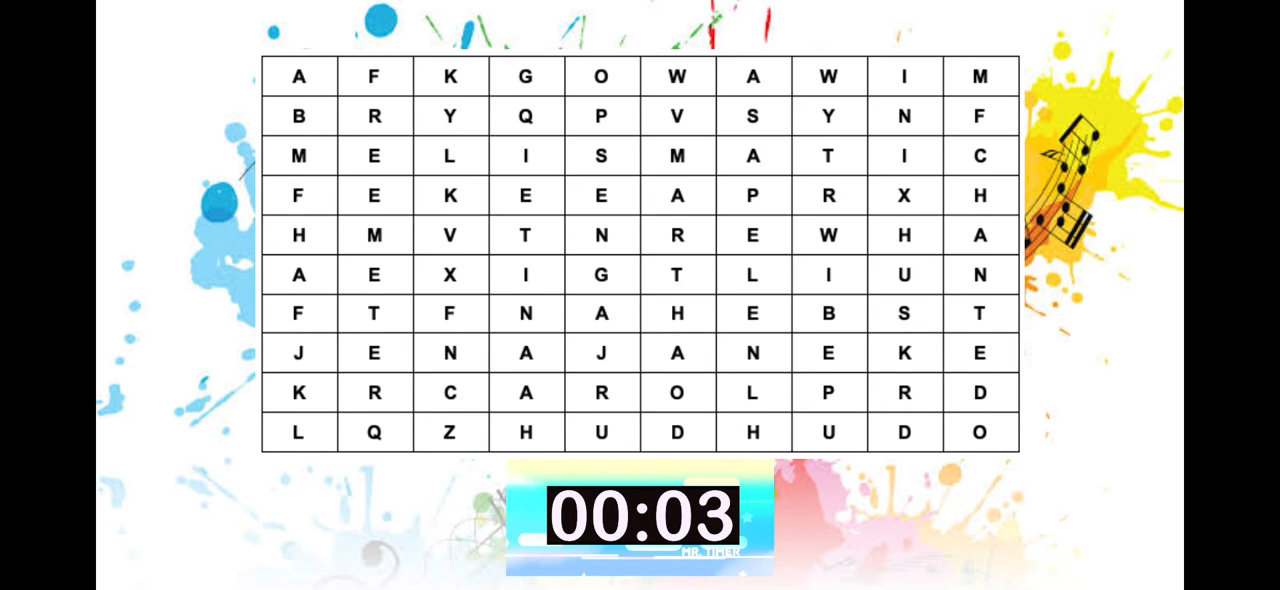 A F K G O W A W I M
B R Y Q P V S Y N F
M E L I S M A T I C
F E K E E A P R X H
H M V T N R E W H A
A E X I G T L I U N
F T F N A H E B S T
J E N A J A N E K E
K R C A R O L P R D
L Q Z H U D H U D O
00:03
MR. TIMER